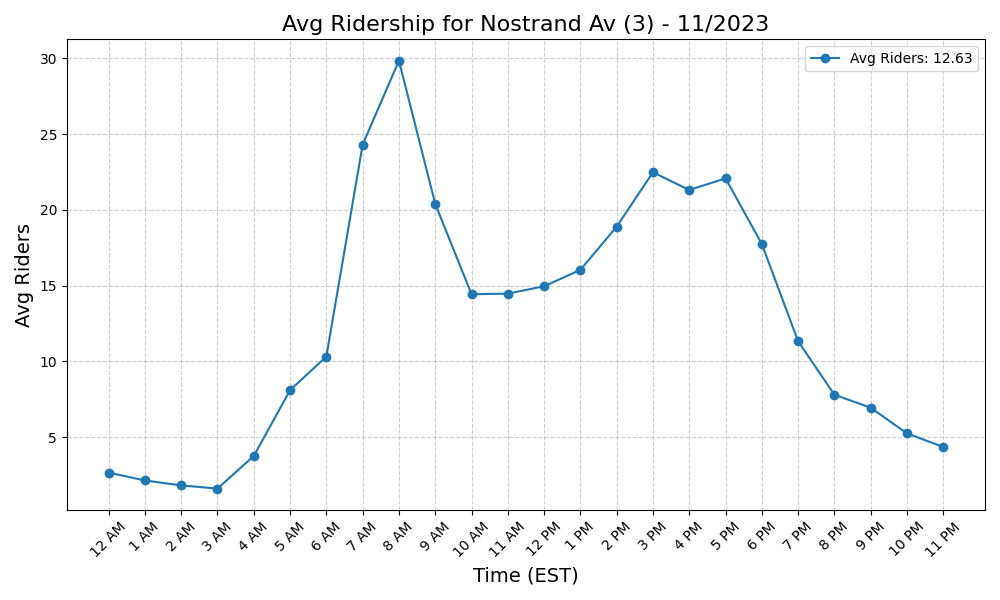 Avg Ridership for Nostrand Av (3) - 11/2023
Avg Riders: 12.63
Avg Riders
30
25
20
15
10
5
12 AM
1 AM
2 AM
3 AM
4 AM
5 AM
6 AM
7 AM
8 AM
9 AM
10 AM
11 AM
12 PM
1 PM
2 PM
3 PM
4 PM
5 PM
6 PM
7 PM
8 PM
9 PM
10 PM
11 PM
Time (EST)